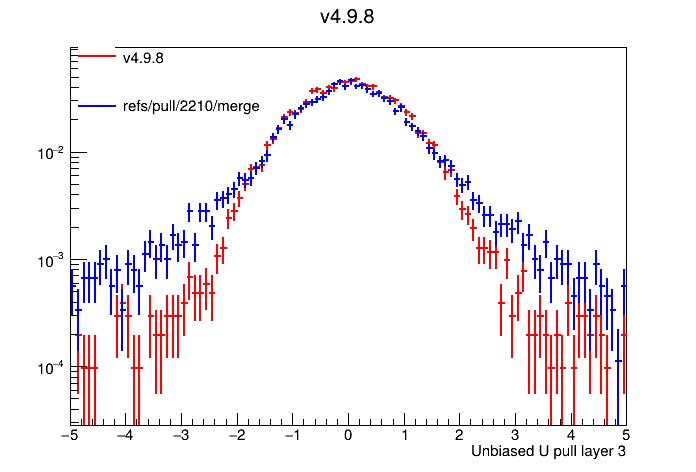 v4.9.8
v4.9.8
refs/pull/2210/merge
10−2
10−3
10−4
−5 −4 −3 −2 −1 0 1 2 3 4 5
Unbiased U pull layer 3